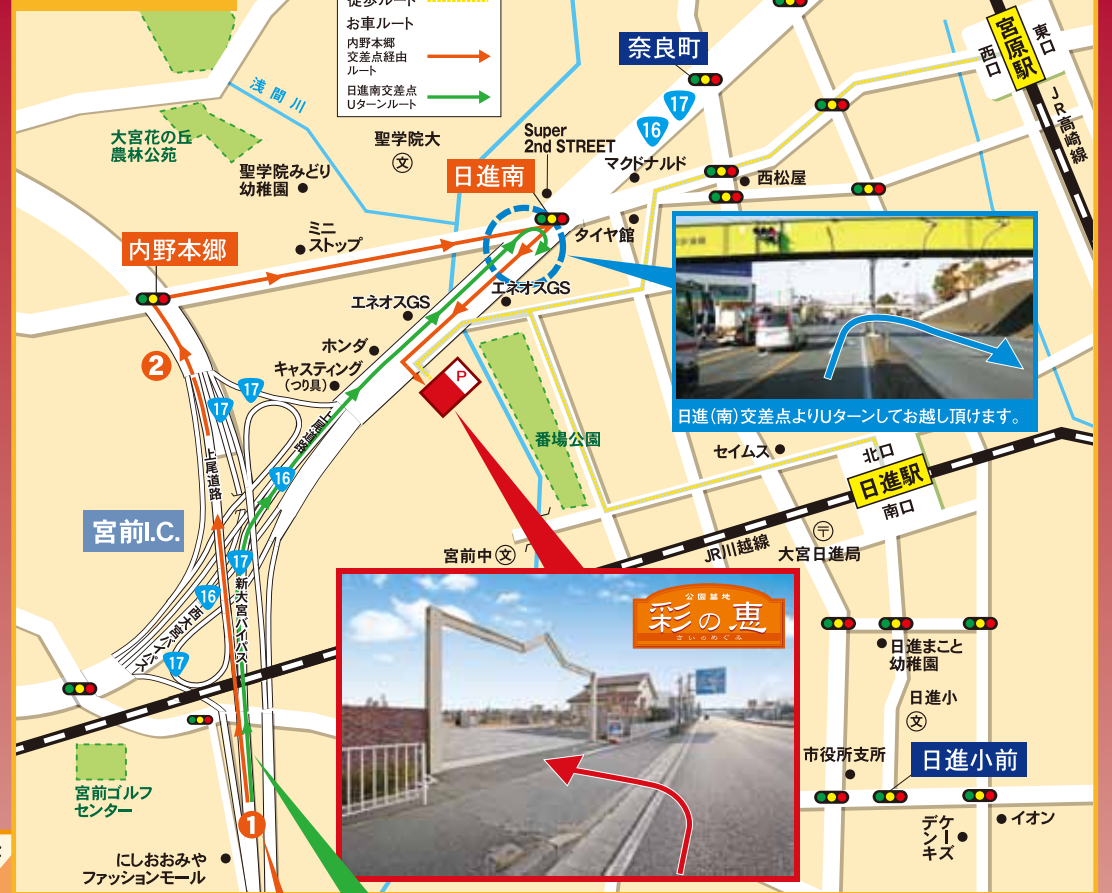 徒歩ルート
お車ルート
内野本郷
交差点経由
ルート
日進南交差点
Uターンルート
奈良町
宮原駅
東口
西口
JR高崎線
浅間川
17
16
大宮花の丘
農林公苑
聖学院大
文
Super
2nd STREET
マクドナルド
聖学院みどり
幼稚園
日進南
西松屋
ミニ
ストップ
タイヤ館
内野本郷
エネオスGS
エネオスGS
ホンダ
キャスティング
(つり具)
2
17
17
P
上尾道路
上尾道路
16
日進(南)交差点よりUターンしてお越し頂けます。
番場公園
セイムス
北口
日進駅
南口
宮前I.C.
宮前中
文
JR川越線
〒
大宮日進局
17
新大宮バイパス
16
西大宮バイパス
17
公園墓地
彩の恵
さいのめぐみ
日進まこと
幼稚園
日進小
文
市役所支所
日進小前
宮前ゴルフ
センター
1
デンキーズ
ケーズ
イオン
にしおおみや
ファッションモール